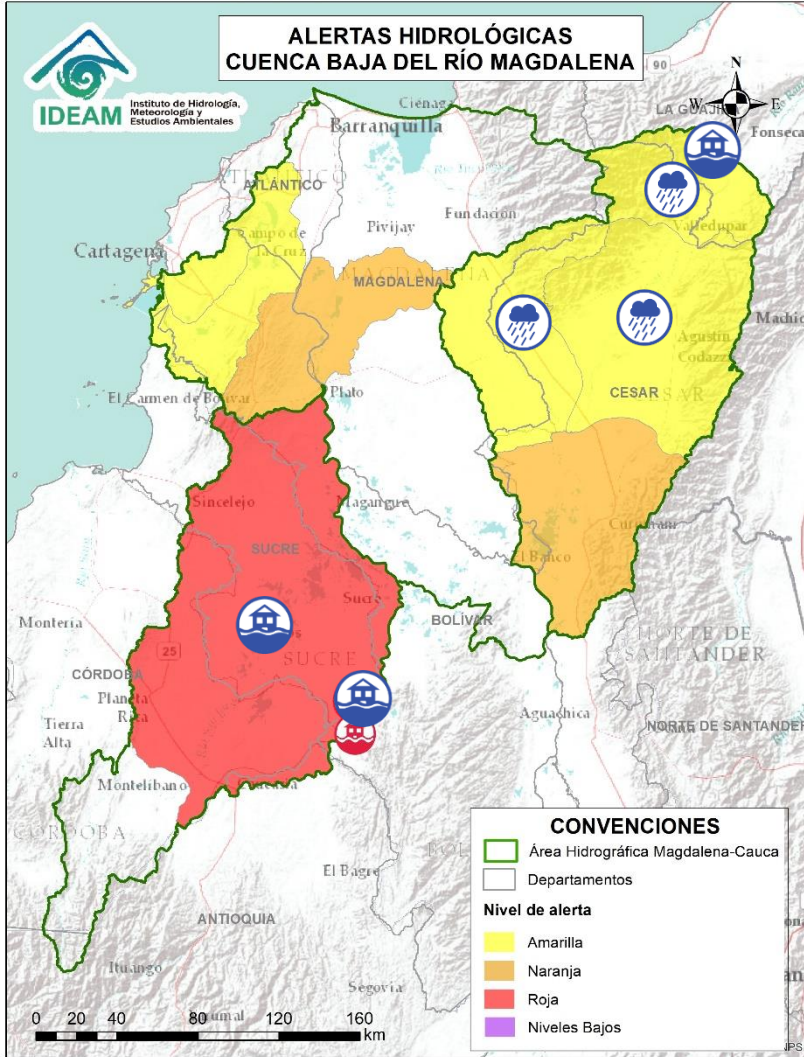 ALERTAS HIDROLÓGICAS
CUENCA BAJA DEL RÍO MAGDALENA
IDEAM
Instituto de Hidrología,
Meteorología y
Estudios Ambientales
90
N
W
E
Ciénaga
LA GUAJIRA
Barranquilla
Fonseca
ATLÁNTICO
Fundación
Pivijay
Valledupar
Campo de
la Cruz
Cartagena
MAGDALENA
MAGDALENA
Agustín
Codazzi
Plato
El Carmen de Bolívar
CESAR
CESAR
Sincelejo
Magangué
El Banco
SUCRE
Sucre
BOLÍVAR
Montería
25
SUCRE
NORTE DE
SANTANDER
CÓRDOBA
Planeta
Rica
Aguachica
Tierra
Alta
NORTE DE SANTANDER
Montelíbano
CÓRDOBA
El Bagre
ANTIOQUIA
Ituango
Segovia
0 20 40 80 120 160
km
CONVENCIONES
Área Hidrográfica Magdalena-Cauca
Departamentos
Nivel de alerta
Amarilla
Naranja
Roja
Niveles Bajos